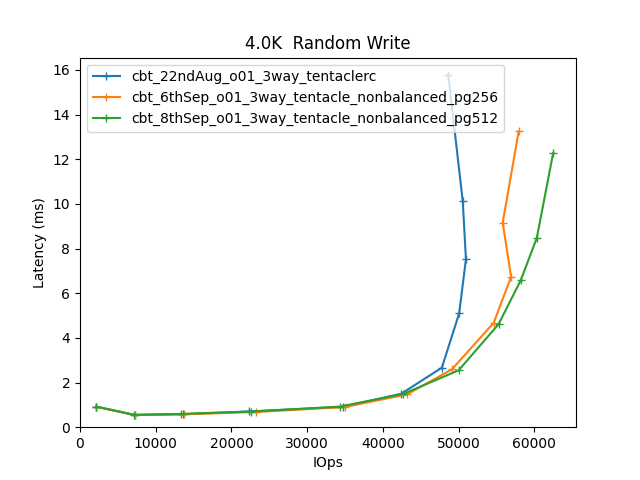 4.0K  Random Write
cbt_22ndAug_o01_3way_tentaclerc
cbt_6thSep_o01_3way_tentacle_nonbalanced_pg256
cbt_8thSep_o01_3way_tentacle_nonbalanced_pg512
16
14
12
10
8
6
4
2
0
Latency (ms)
0 10000 20000 30000 40000 50000 60000
IOps